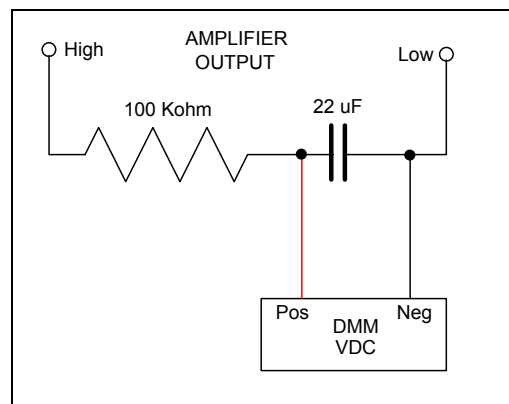 AMPLIFIER
OUTPUT
High
Low
100 Kohm
22 uF
Pos
Neg
DMM
VDC